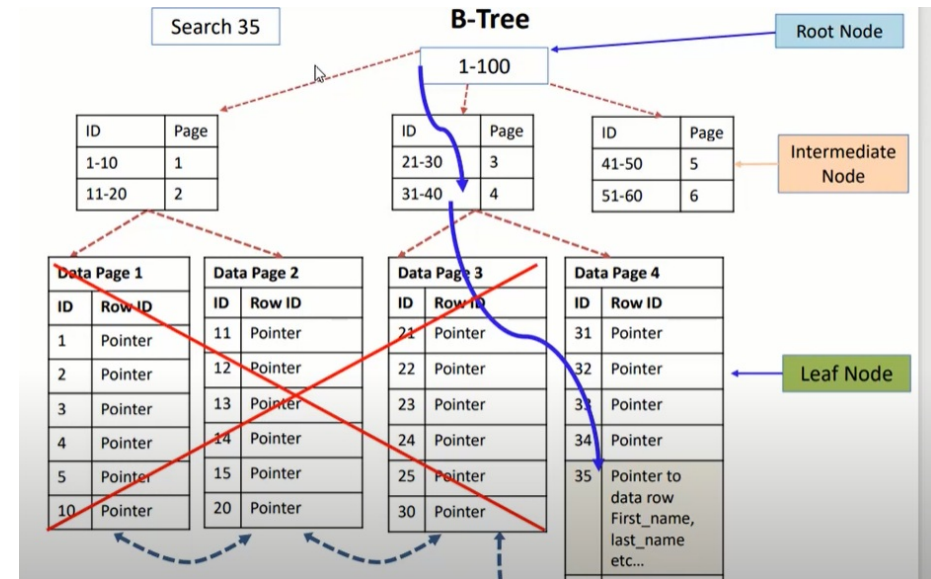 B-Tree
Search 35
Root Node
1-100
ID Page
1-10 1
11-20 2
ID Page
21-30 3
31-40 4
ID Page
41-50 5
51-60 6
Intermediate
Node
Data Page 1
ID Row ID
1 Pointer
2 Pointer
3 Pointer
4 Pointer
5 Pointer
10 Pointer
Data Page 2
ID Row ID
11 Pointer
12 Pointer
13 Pointer
14 Pointer
15 Pointer
20 Pointer
Data Page 3
ID Row ID
21 Pointer
22 Pointer
23 Pointer
24 Pointer
25 Pointer
30 Pointer
Data Page 4
ID Row ID
31 Pointer
32 Pointer
33 Pointer
34 Pointer
35 Pointer to
data row
First_name,
last_name
etc...
Leaf Node